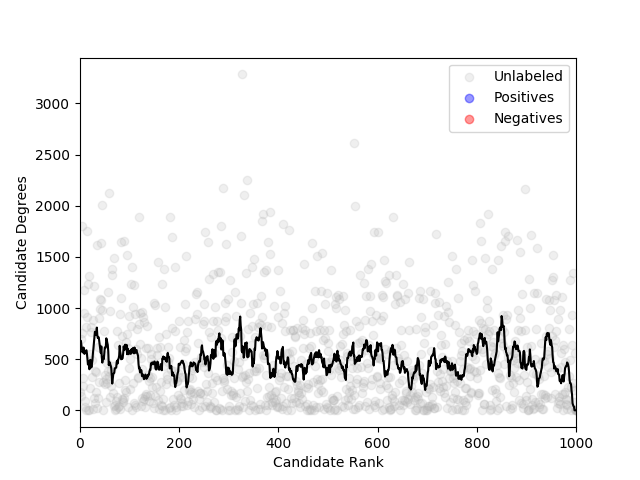 Unlabeled
Positives
Negatives
3000
2500
2000
1500
1000
500
0
Candidate Degrees
0 200 400 600 800 1000
Candidate Rank